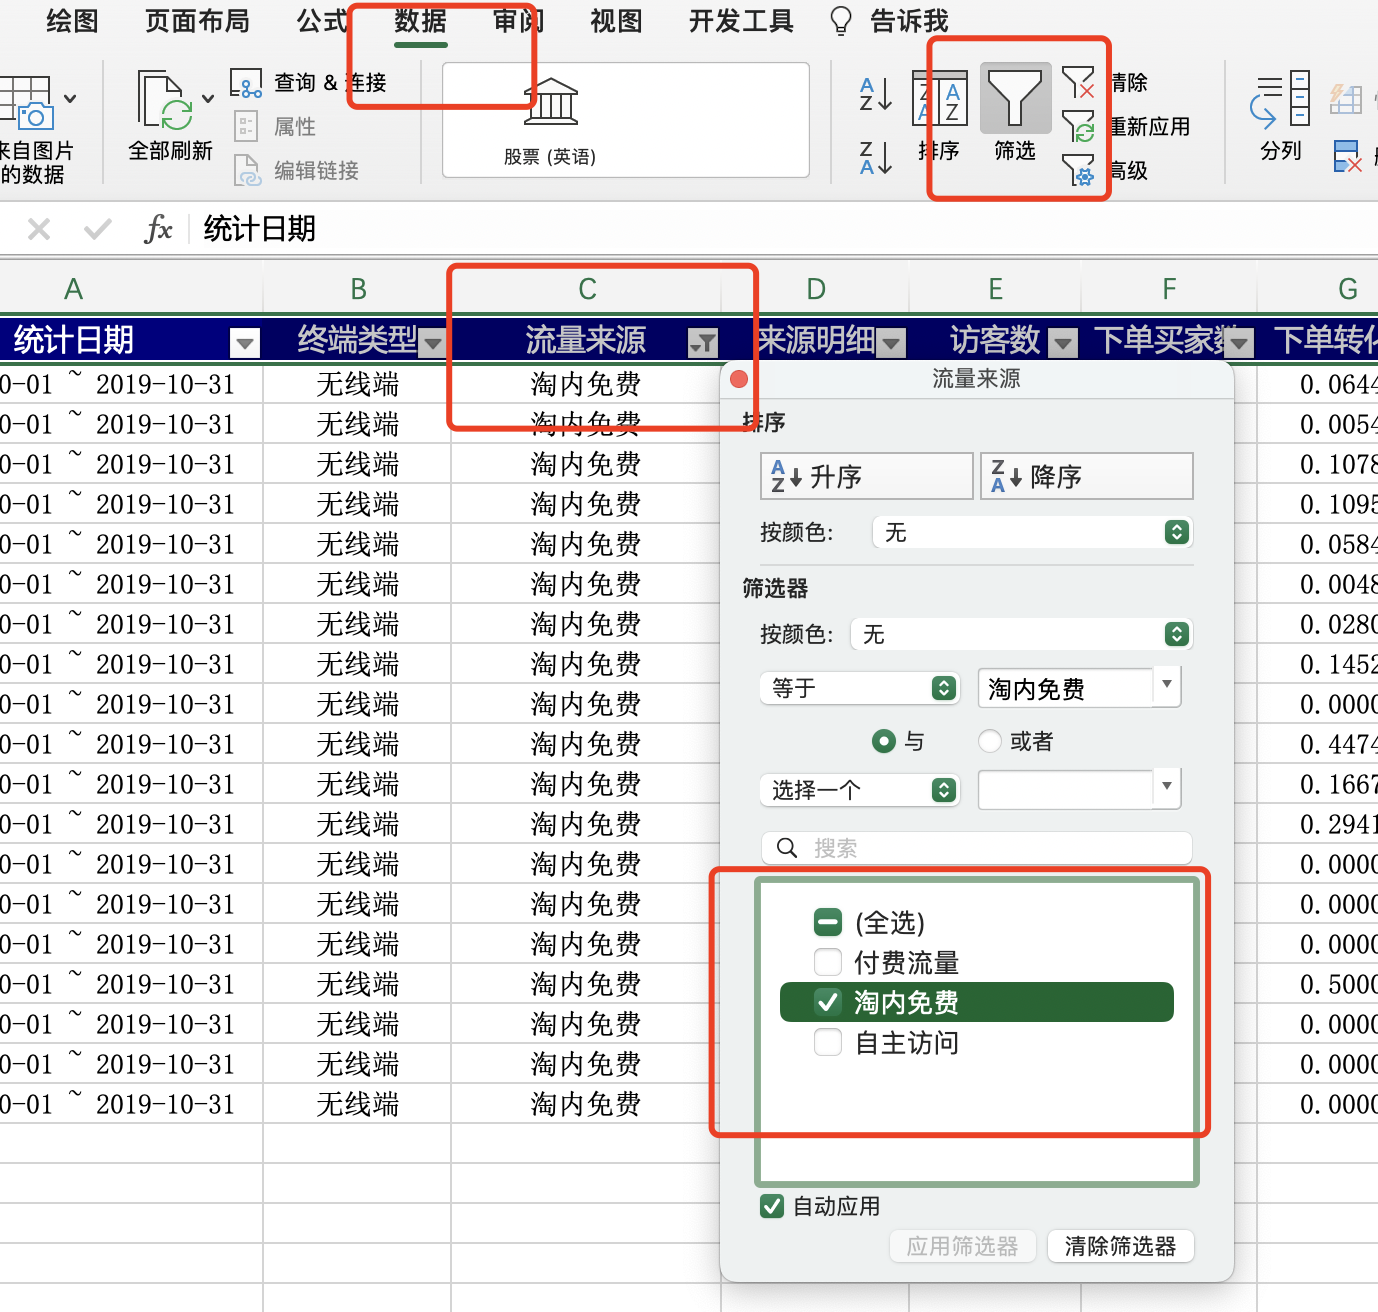 绘图 页面布局 公式 数据 审阅 视图 开发工具 告诉我
查询 & 连接
属性
编辑链接
来自图片
的数据
全部刷新
股票 (英语)
排序
筛选
清除
重新应用
高级
分列
fx 统计日期
A B C D E F G
统计日期 终端类型 流量来源 来源明细 访客数 下单买家数 下单转化
0-01 ~ 2019-10-31 无线端 淘内免费 0.0644
0-01 ~ 2019-10-31 无线端 淘内免费 0.0054
0-01 ~ 2019-10-31 无线端 淘内免费 0.1078
0-01 ~ 2019-10-31 无线端 淘内免费 0.1095
0-01 ~ 2019-10-31 无线端 淘内免费 0.0584
0-01 ~ 2019-10-31 无线端 淘内免费 0.0048
0-01 ~ 2019-10-31 无线端 淘内免费 0.0280
0-01 ~ 2019-10-31 无线端 淘内免费 0.1452
0-01 ~ 2019-10-31 无线端 淘内免费 0.0000
0-01 ~ 2019-10-31 无线端 淘内免费 0.4474
0-01 ~ 2019-10-31 无线端 淘内免费 0.1667
0-01 ~ 2019-10-31 无线端 淘内免费 0.2941
0-01 ~ 2019-10-31 无线端 淘内免费 0.0000
0-01 ~ 2019-10-31 无线端 淘内免费 0.0000
0-01 ~ 2019-10-31 无线端 淘内免费 0.0000
0-01 ~ 2019-10-31 无线端 淘内免费 0.5000
0-01 ~ 2019-10-31 无线端 淘内免费 0.0000
0-01 ~ 2019-10-31 无线端 淘内免费 0.0000
0-01 ~ 2019-10-31 无线端 淘内免费 0.0000
流量来源
排序
升序 降序
按颜色: 无
筛选器
按颜色: 无
等于 淘内免费
与 或者
选择一个
搜索
(全选)
付费流量
淘内免费
自主访问
自动应用
应用筛选器 清除筛选器